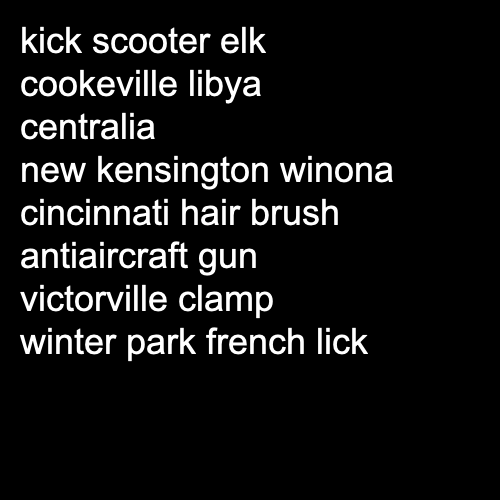 kick scooter elk
cookeville libya
centralia
new kensington winona
cincinnati hair brush
antiaircraft gun
victorville clamp
winter park french lick